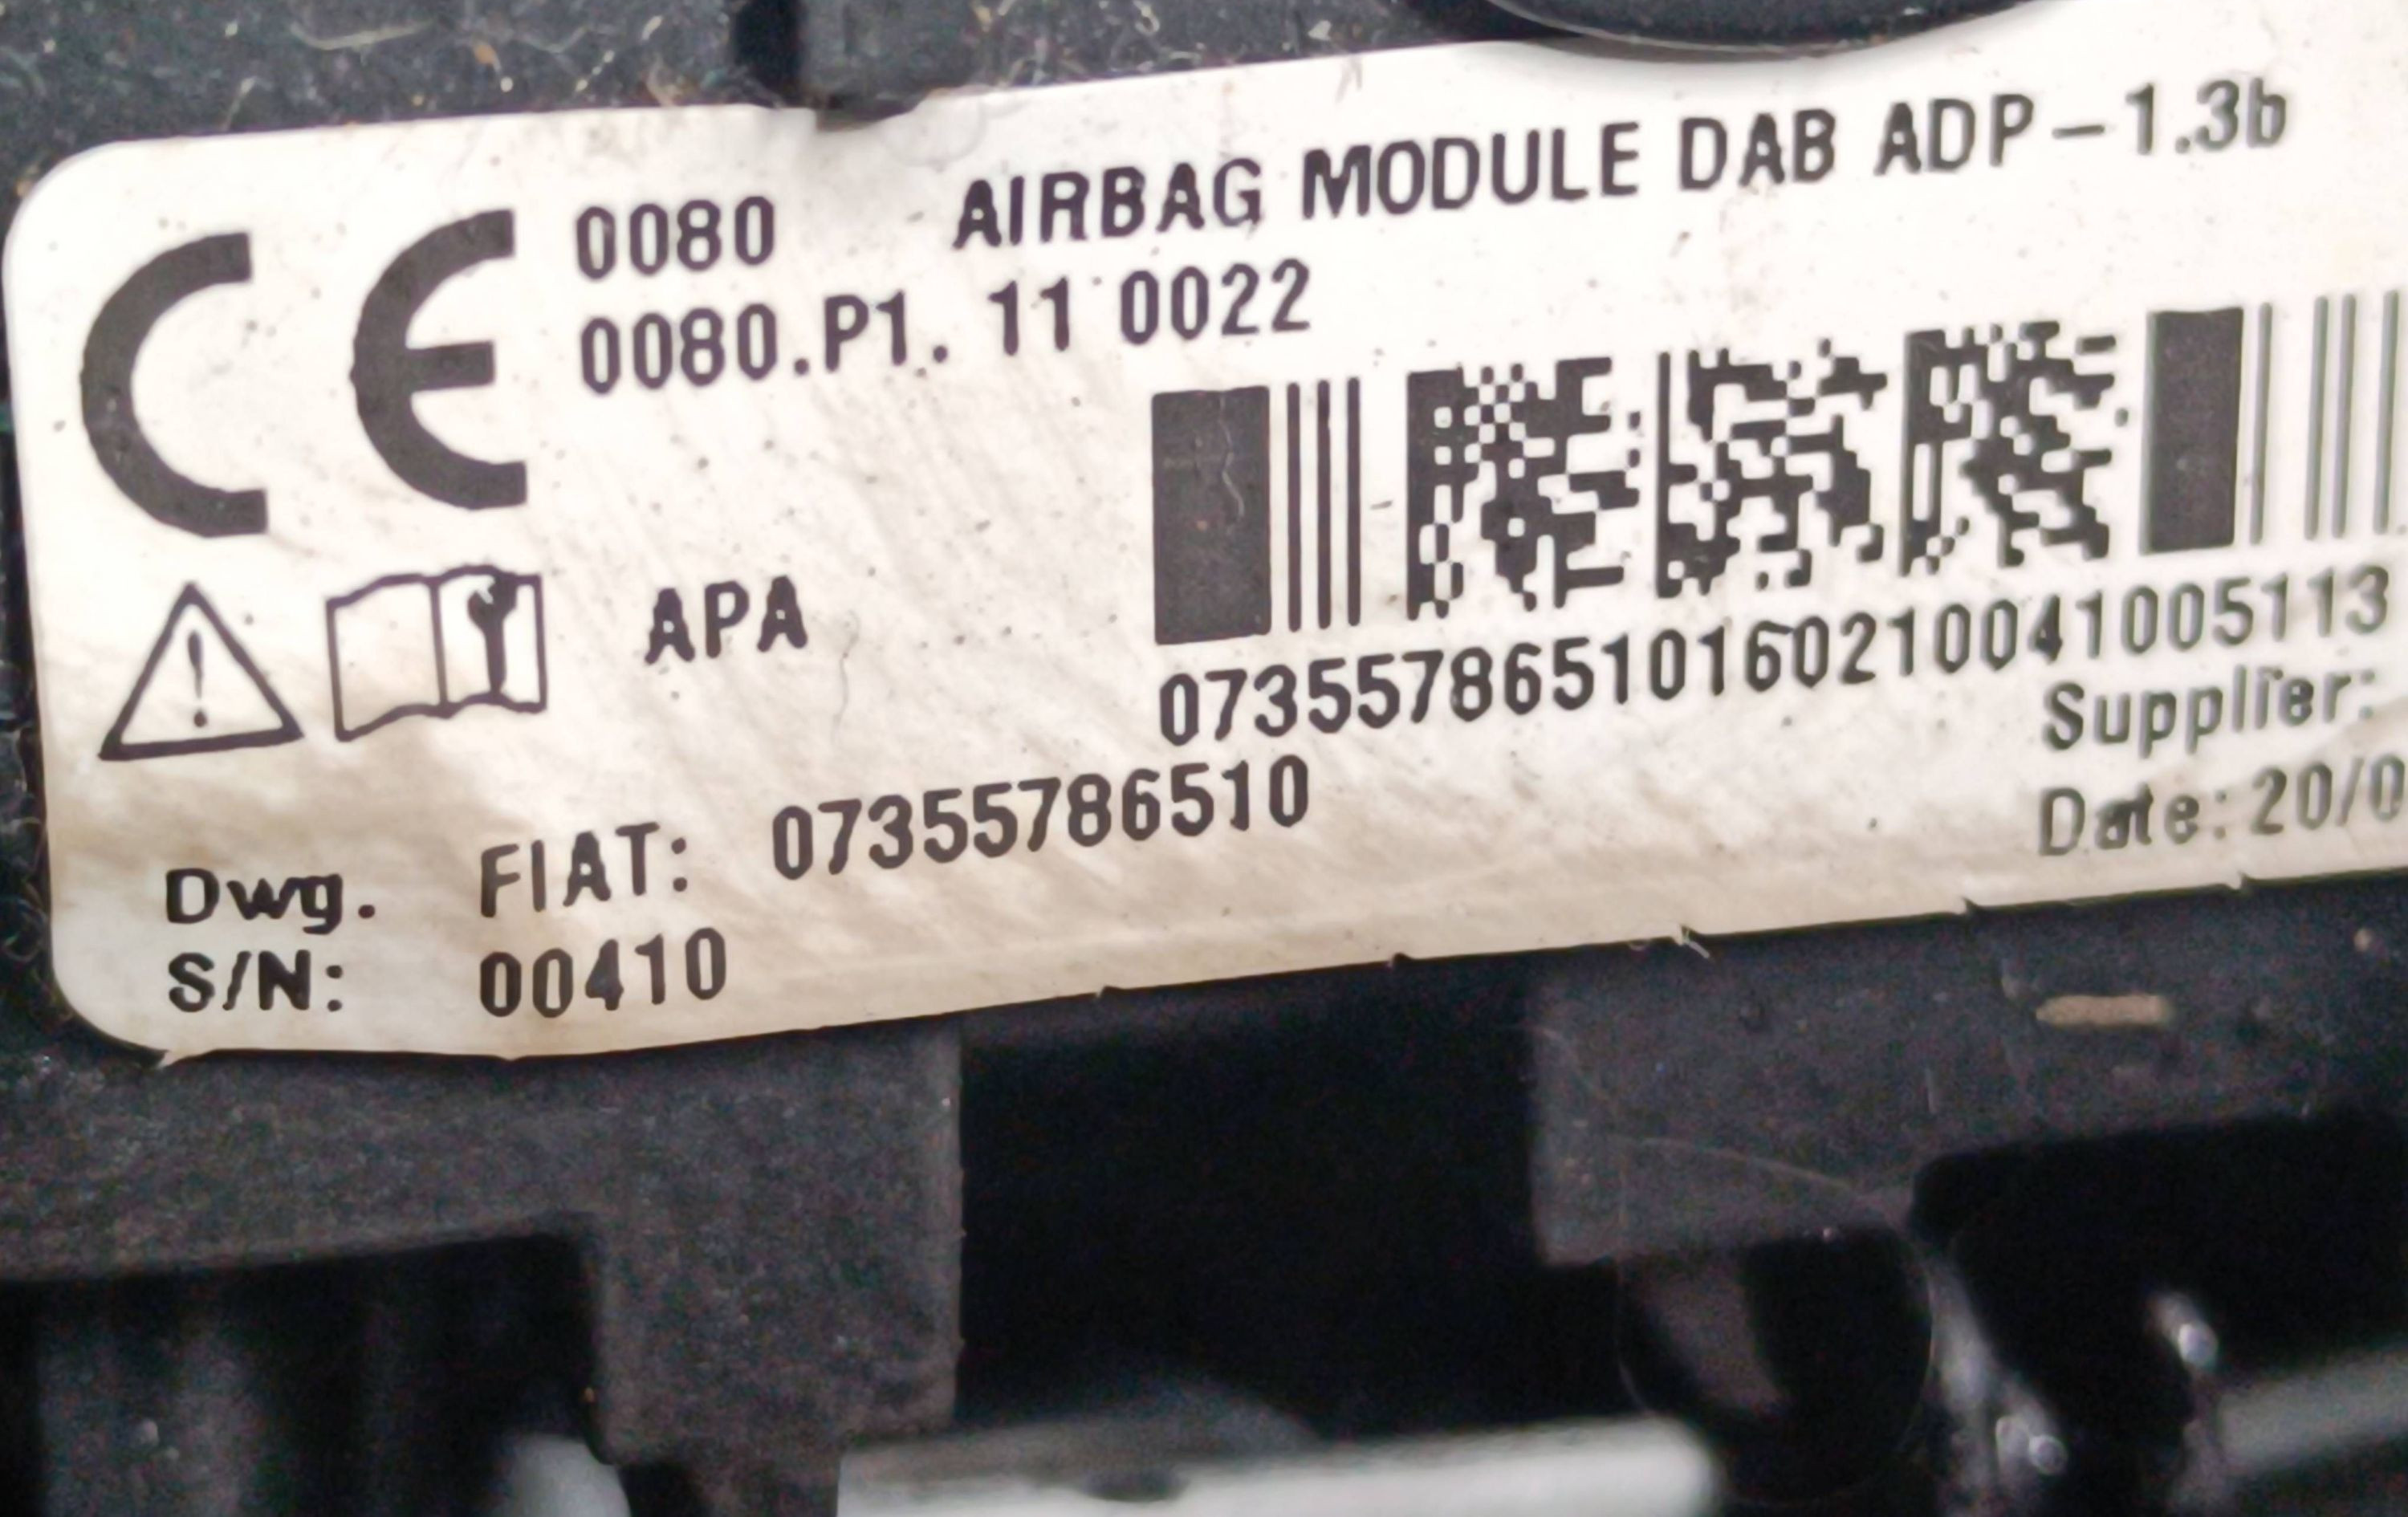 CE 0080 AIRBAG MODULE DAB ADP-1.3b
0080.P1. 11 0022
APA
07355786510160210041005113
Supplier:
Dwg. FIAT: 07355786510
Date: 20/0
S/N: 00410